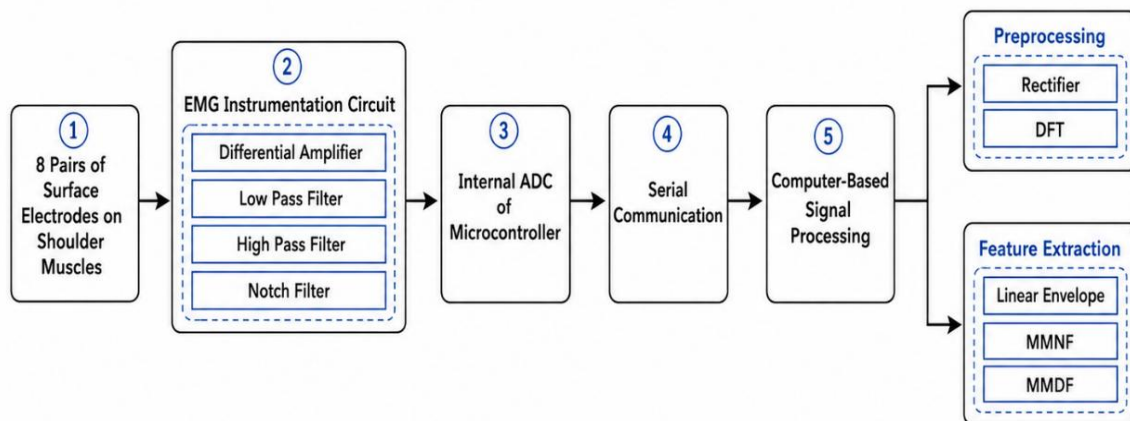 1
8 Pairs of
Surface
Electrodes on
Shoulder
Muscles
2
EMG Instrumentation Circuit
Differential Amplifier
Low Pass Filter
High Pass Filter
Notch Filter
3
Internal ADC
of
Microcontroller
4
Serial
Communication
5
Computer-Based
Signal
Processing
Preprocessing
Rectifier
DFT
Feature Extraction
Linear Envelope
MMNF
MMDF